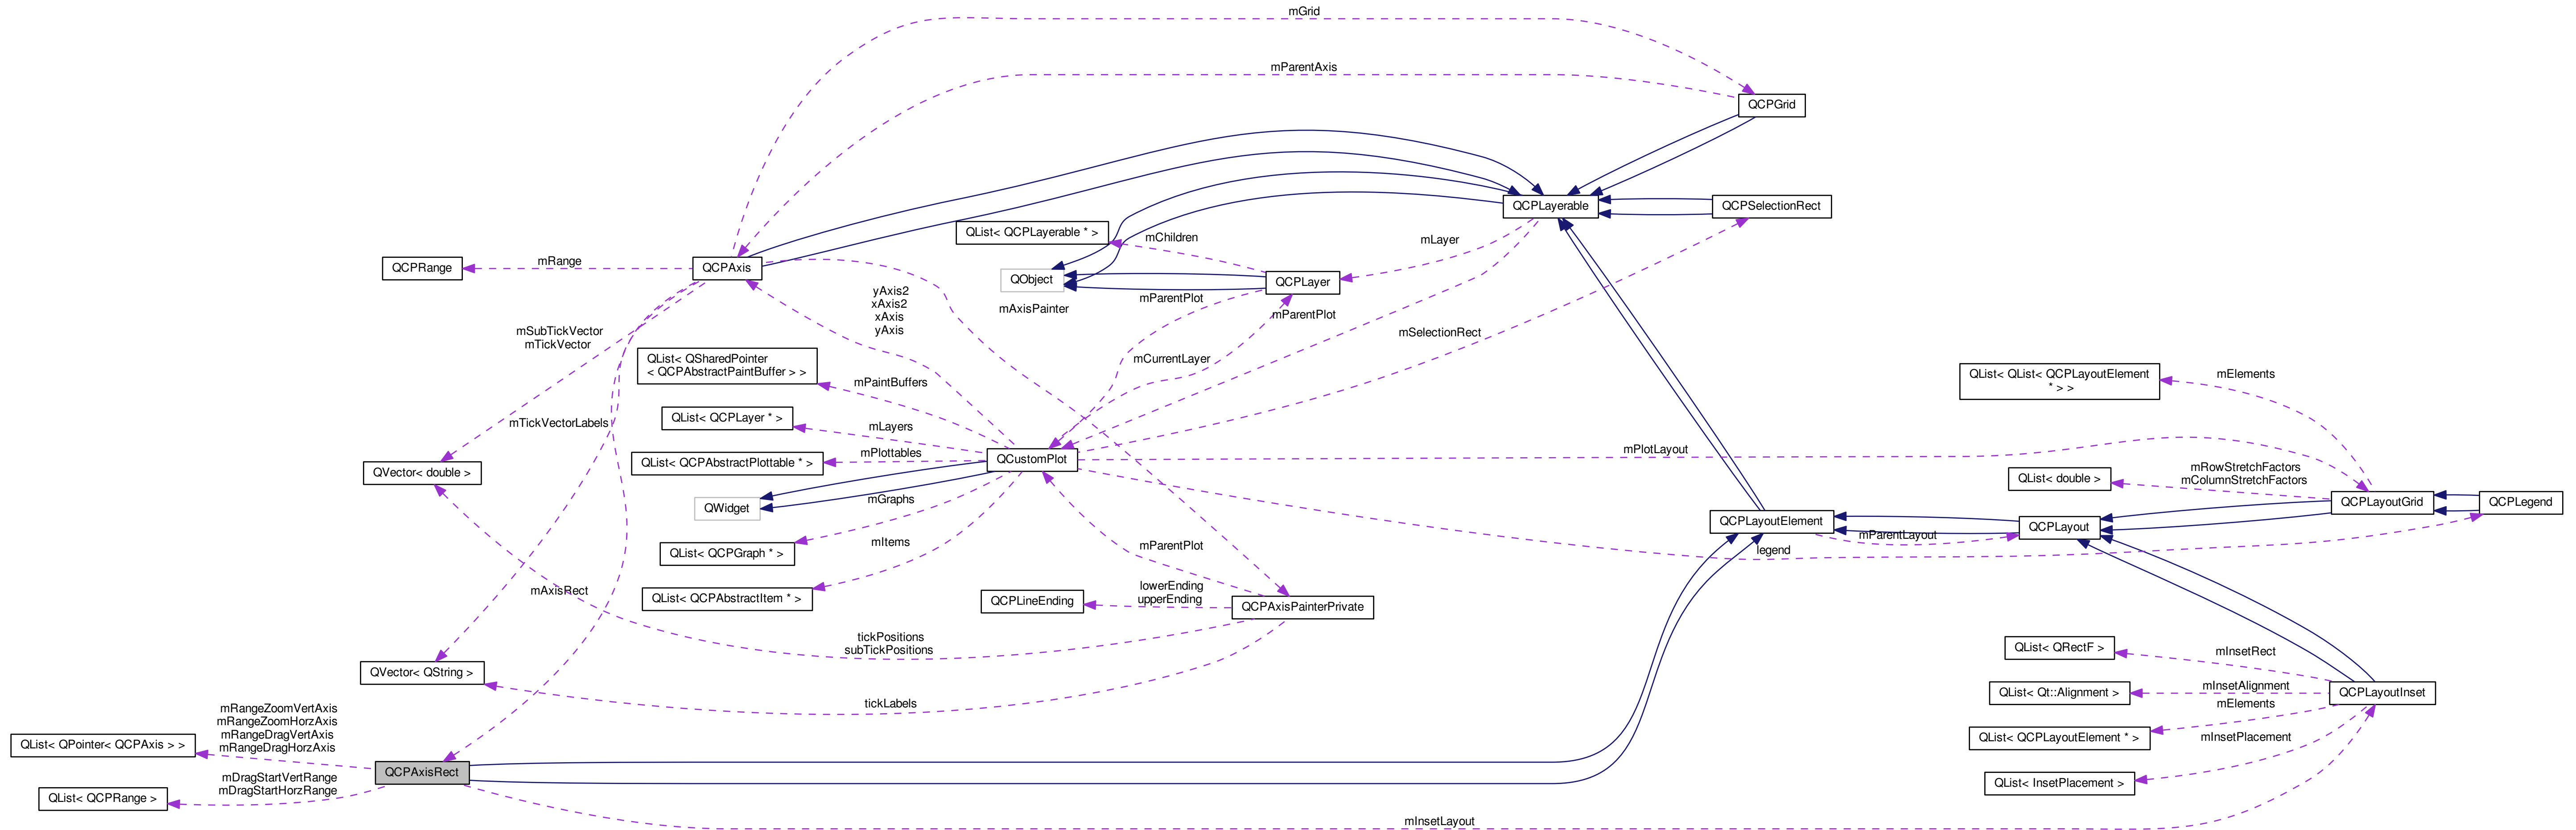 mGrid
mParentAxis
QCPGrid
QCPLayerable
QCPSelectionRect
QList< QCPLayerable * >
mChildren
mLayer
QCPRange
mRange
QCPAxis
QObject
QCPLayer
mAxisPainter
mParentPlot
mParentPlot
yAxis2
xAxis2
xAxis
yAxis
mSubTickVector
mTickVector
mSelectionRect
mCurrentLayer
QList< QSharedPointer
< QCPAbstractPaintBuffer > >
mPaintBuffers
QList< QList< QCPLayoutElement
* > >
mElements
QList< QCPLayer * >
mLayers
mTickVectorLabels
QList< QCPAbstractPlottable * >
mPlottables
QCustomPlot
mPlotLayout
QVector< double >
QList< double >
mRowStretchFactors
mColumnStretchFactors
QCPLayoutGrid
QCPLegend
QWidget
mGraphs
QCPLayoutElement
QCPLayout
mParentLayout
legend
QList< QCPGraph * >
mItems
mParentPlot
mAxisRect
QList< QCPAbstractItem * >
QCPLineEnding
lowerEnding
upperEnding
QCPAxisPainterPrivate
tickPositions
subTickPositions
QList< QRectF >
mInsetRect
QVector< QString >
tickLabels
QList< Qt::Alignment >
mInsetAlignment
QCPLayoutInset
mElements
QList< QCPLayoutElement * >
mInsetPlacement
QList< InsetPlacement >
mRangeZoomVertAxis
mRangeZoomHorzAxis
mRangeDragVertAxis
mRangeDragHorzAxis
QList< QPointer< QCPAxis > >
QCPAxisRect
mDragStartVertRange
mDragStartHorzRange
QList< QCPRange >
mInsetLayout